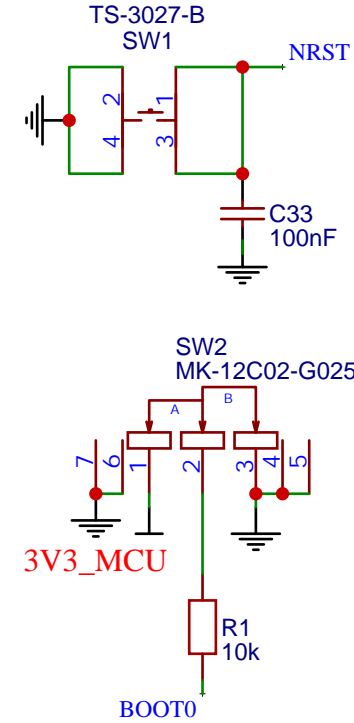 TS-3027-B
SW1
NRST
2
1
4
3
C33
100nF
SW2
MK-12C02-G025
A
B
7
6
1
2
3
4
5
3V3_MCU
R1
10k
BOOT0